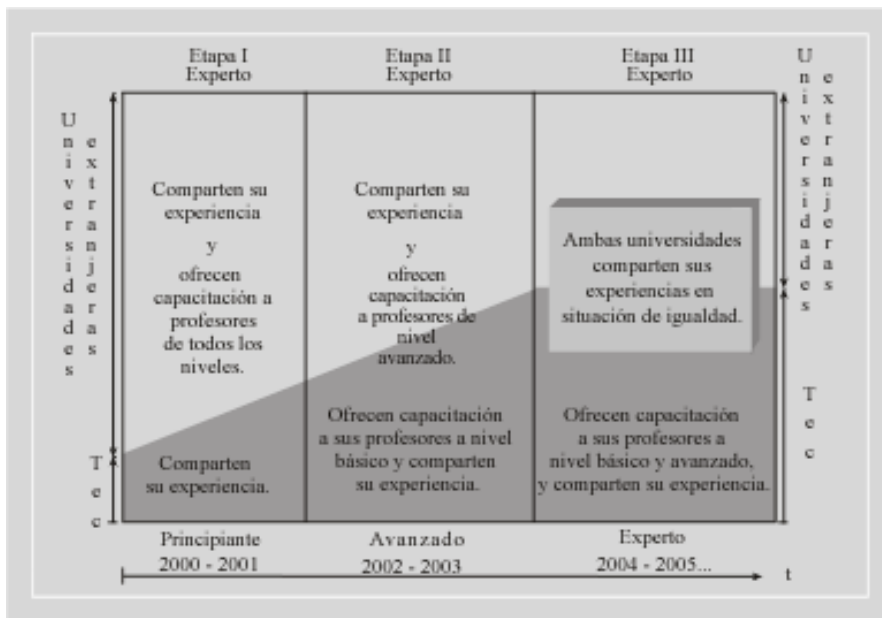 Etapa I
Experto
Etapa II
Experto
Etapa III
Experto
Universidades
extranjeras
Comparten su
experiencia
y
ofrecen
capacitación a
profesores
de todos los
niveles.
Comparten su
experiencia
y
ofrecen
capacitación
a profesores de
nivel
avanzado.
Ambas universidades
comparten sus
experiencias en
situación de igualdad.
Universidades
extranjeras
Tec
Comparten
su experiencia.
Ofrecen capacitación
a sus profesores a nivel
básico y comparten
su experiencia.
Ofrecen capacitación
a sus profesores a
nivel básico y avanzado,
y comparten su experiencia.
Tec
Principiante
2000 - 2001
Avanzado
2002 - 2003
Experto
2004 - 2005...
t